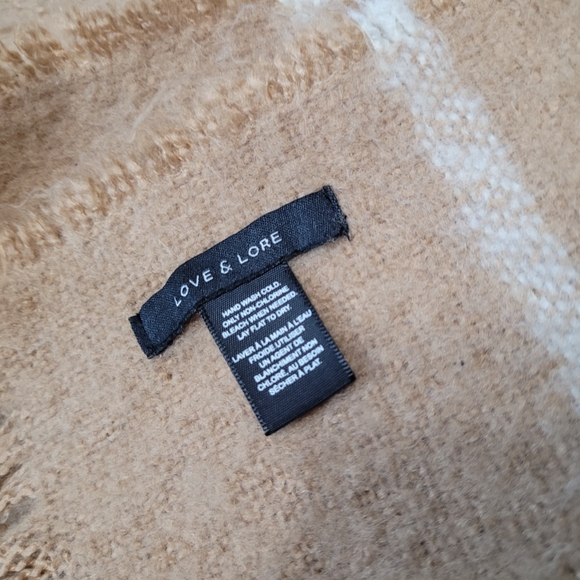 LOVE & LORE
HAND WASH COLD.
ONLY NON-CHLORINE
BLEACH WHEN NEEDED.
LAY FLAT TO DRY.
LAVER À LA MAIN À L'EAU
FROIDE.UTILISER
UN AGENT DE
BLANCHIMENT NON
CHLORÉ, AU BESOIN
SÉCHER À PLAT.